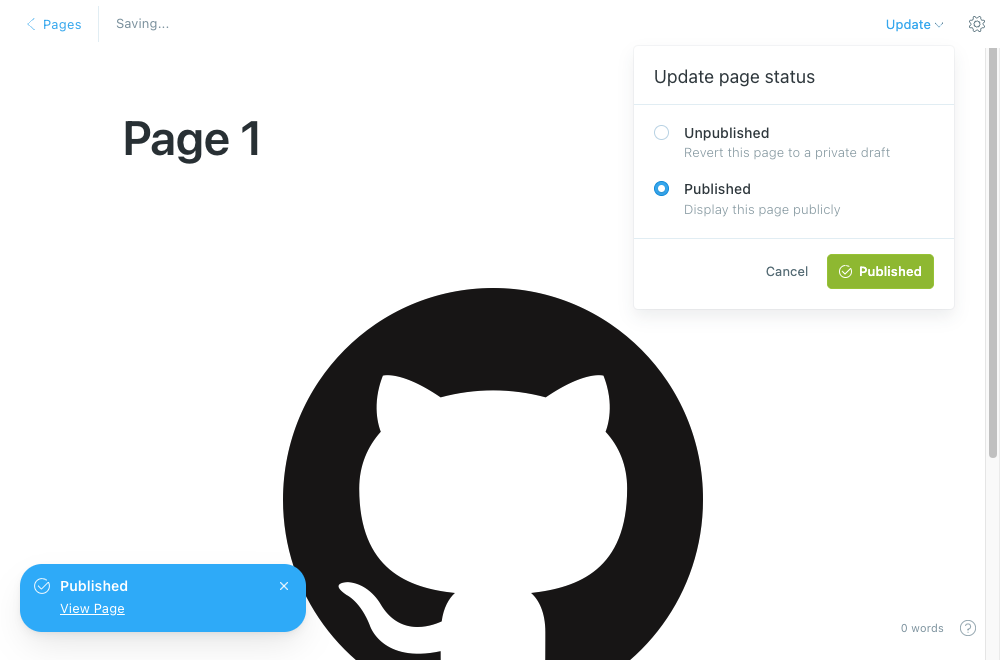 Pages
Saving...
Update
Update page status
Page 1
Unpublished
Revert this page to a private draft
Published
Display this page publicly
Cancel
Published
Published
View Page
0 words
?